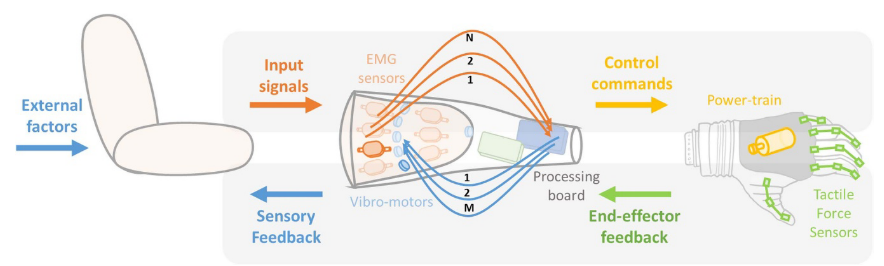 External
factors
Input
signals
EMG
sensors
N
2
1
Control
commands
Power-train
1
2
M
Processing
board
Vibro-motors
Sensory
Feedback
End-effector
feedback
Tactile
Force
Sensors